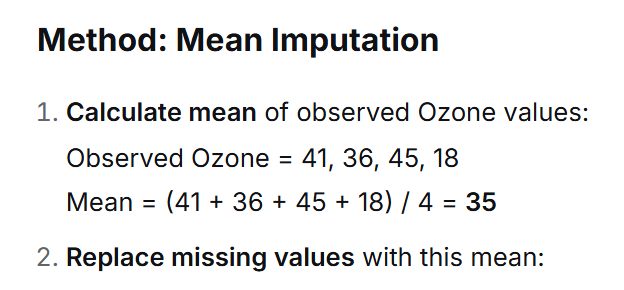 Method: Mean Imputation
1. Calculate mean of observed Ozone values:
Observed Ozone = 41, 36, 45, 18
Mean = (41 + 36 + 45 + 18) / 4 = 35
2. Replace missing values with this mean: